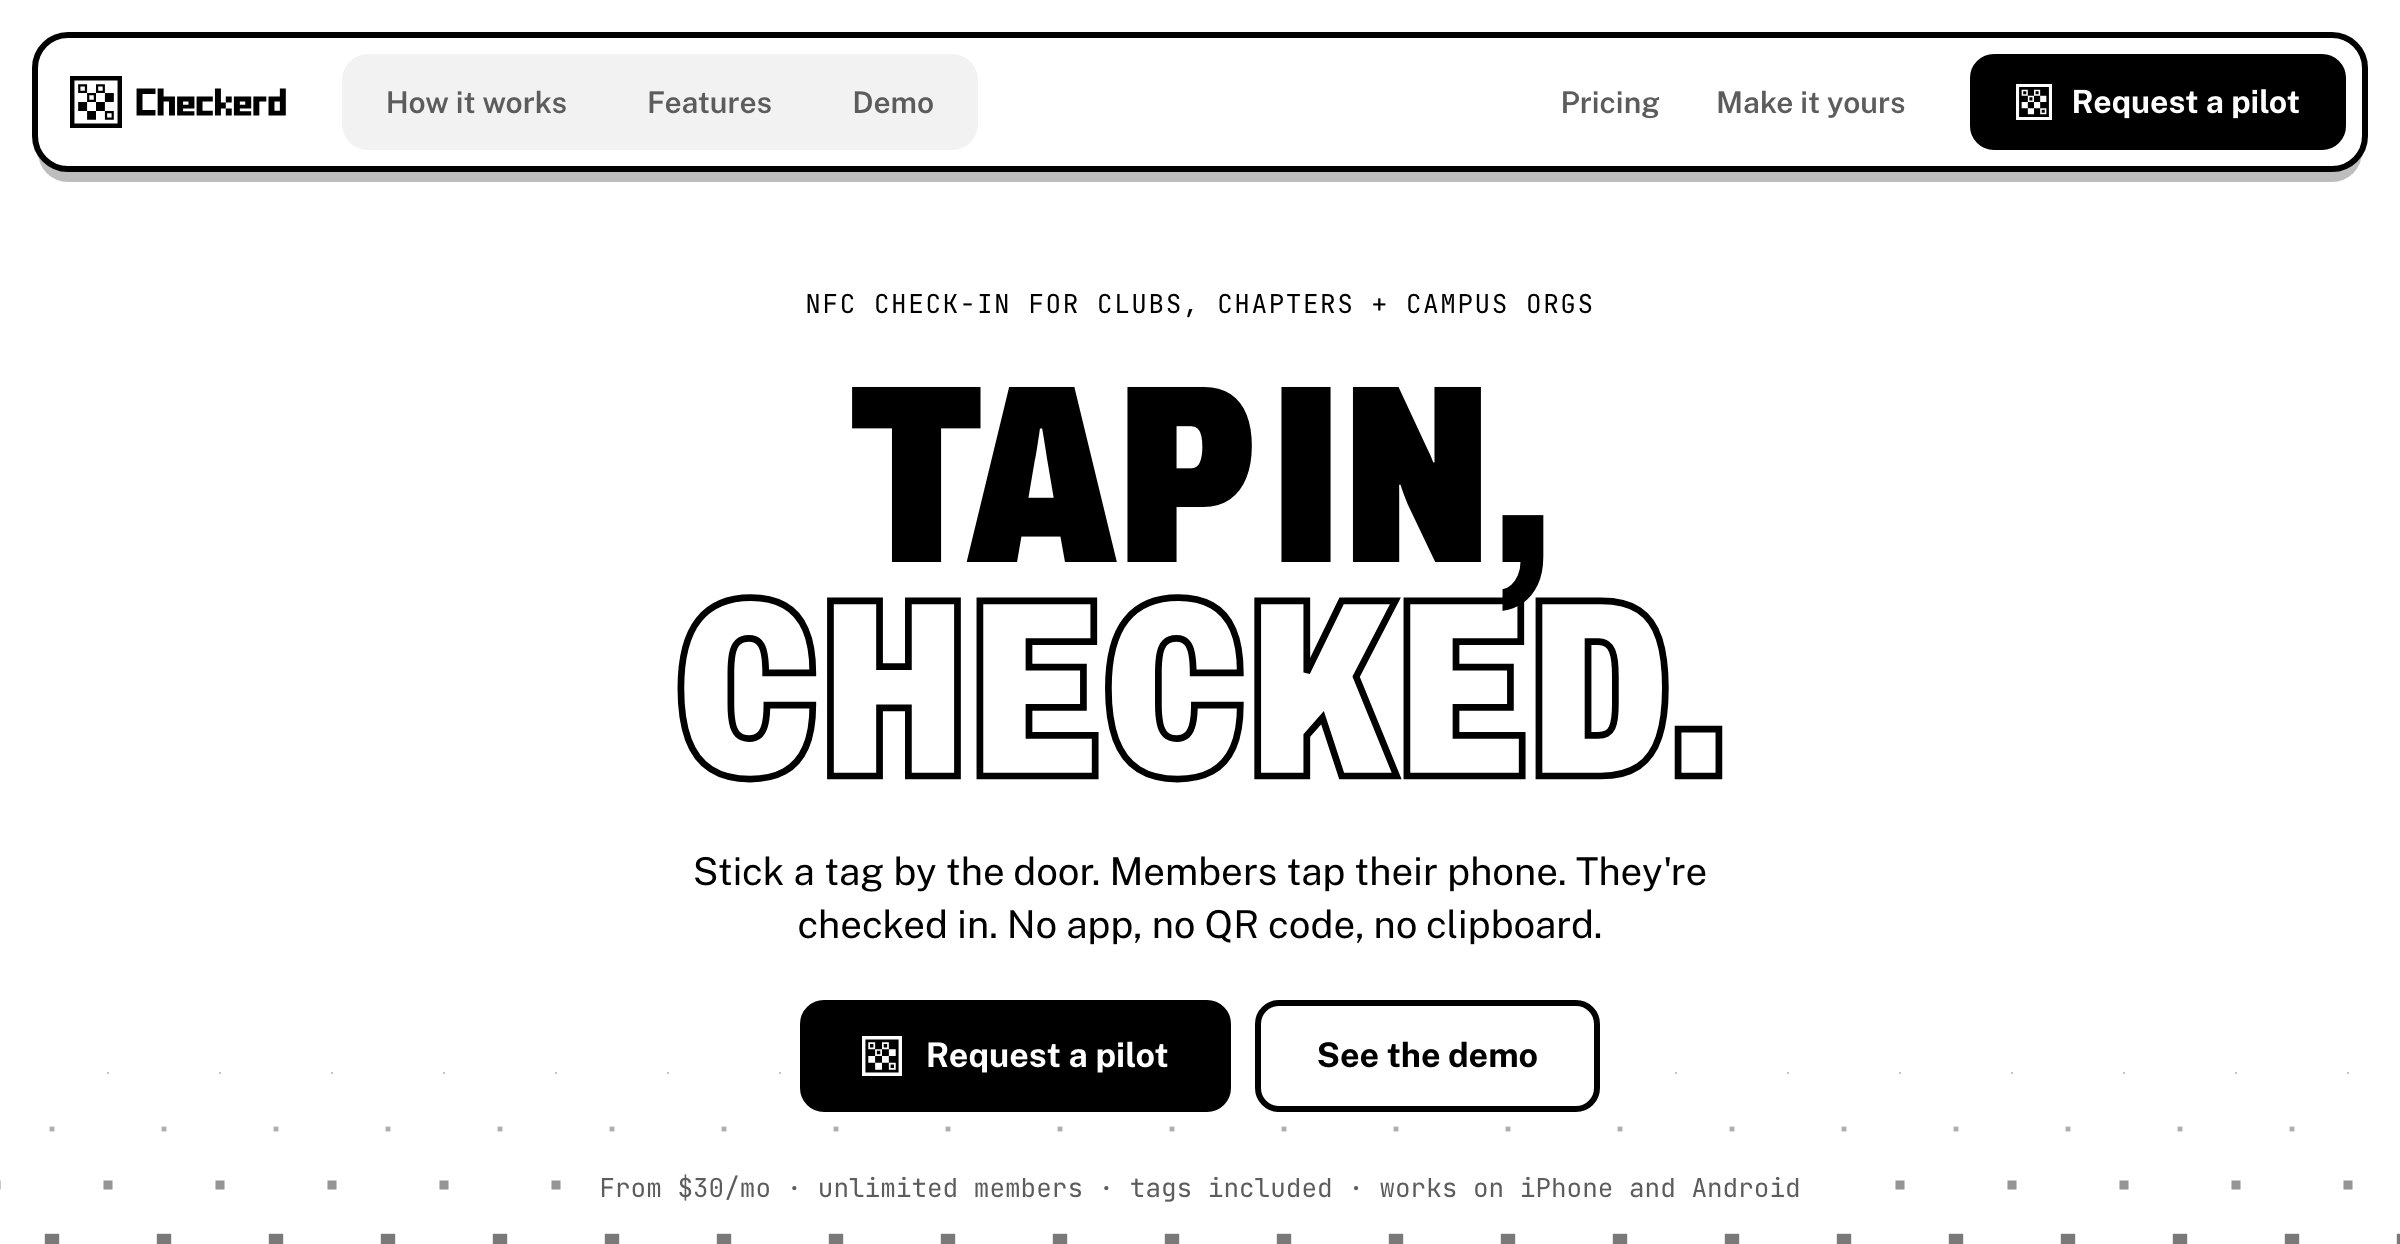 Checkerd
How it works
Features
Demo
Pricing
Make it yours
Request a pilot
NFC CHECK-IN FOR CLUBS, CHAPTERS + CAMPUS ORGS
TAP IN,
CHECKED.
Stick a tag by the door. Members tap their phone. They're
checked in. No app, no QR code, no clipboard.
Request a pilot
See the demo
From $30/mo · unlimited members · tags included · works on iPhone and Android